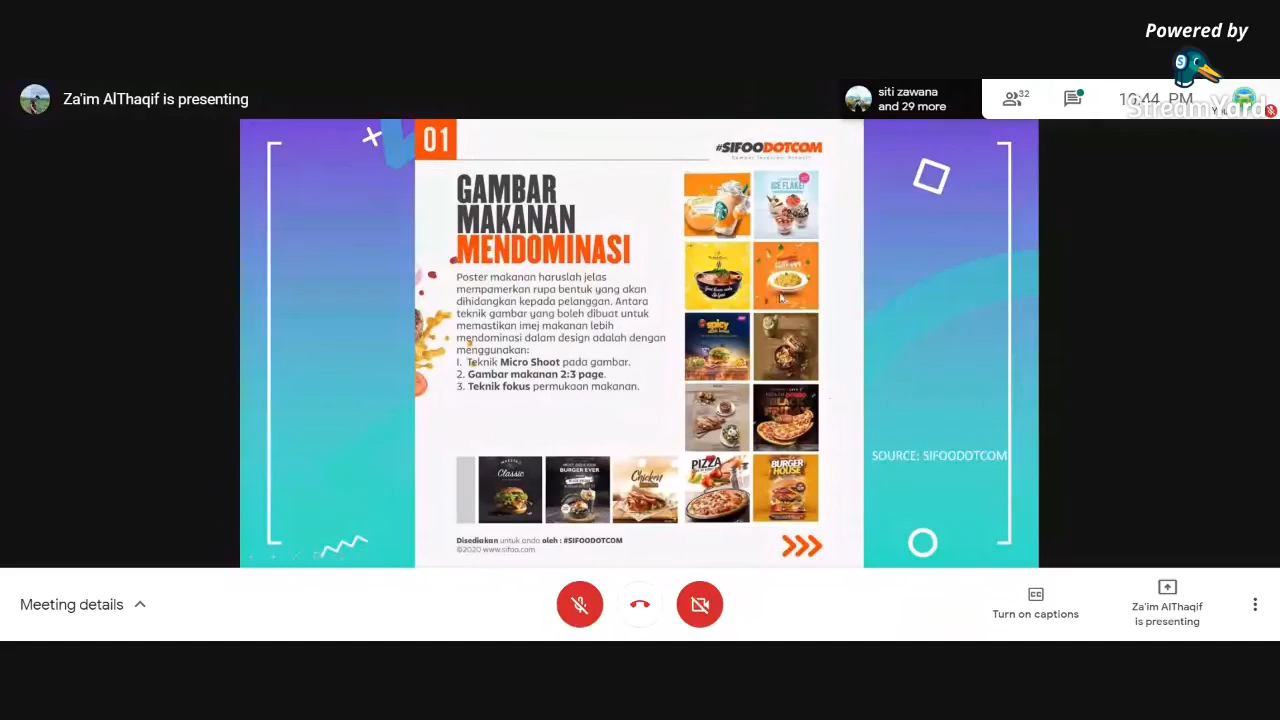 Powered by
StreamYard
Za'im AlThaqif is presenting
siti zawana
and 29 more
32
10:44 PM
01
#SIFOODOTCOM
GAMBAR
MAKANAN
MENDOMINASI
Poster makanan haruslah jelas
mempamerkan rupa bentuk yang akan
dihidangkan kepada pelanggan. Antara
teknik gambar yang boleh dibuat untuk
memastikan imej makanan lebih
mendominasi dalam design adalah dengan
menggunakan:
1. Teknik Micro Shoot pada gambar.
2. Gambar makanan 2:3 page.
3. Teknik fokus permukaan makanan.
ICE FLAKE
spicy
PIZZA
BURGER
HOUSE
Classic
BURGER EVER
Chicken
SOURCE: SIFOODOTCOM
Disediakan untuk anda oleh : #SIFOODOTCOM
©2020 www.sifoo.com
Meeting details
Turn on captions
Za'im AlThaqif
is presenting